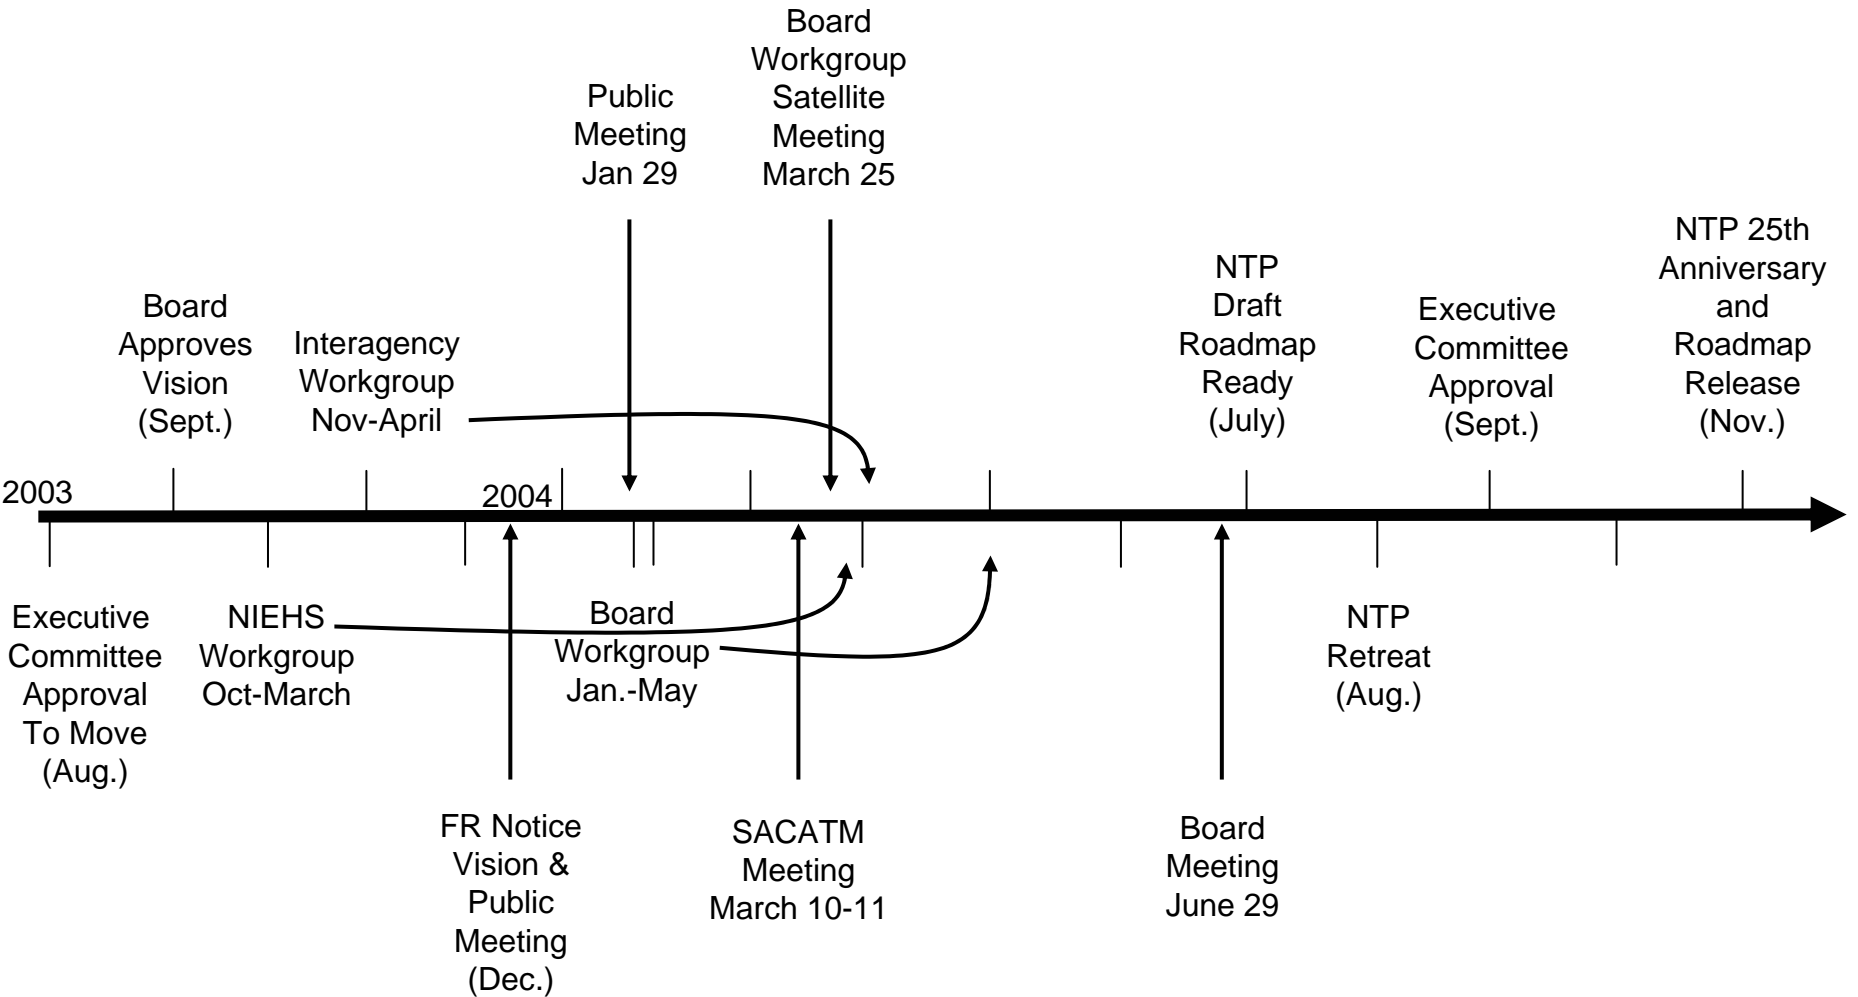 Board
Workgroup
Satellite
Meeting
March 25
Public
Meeting
Jan 29
NTP 25th
Anniversary
and
Roadmap
Release
(Nov.)
NTP
Draft
Roadmap
Ready
(July)
Executive
Committee
Approval
(Sept.)
Board
Approves
Vision
(Sept.)
Interagency
Workgroup
Nov-April
2003
2004
Executive
Committee
Approval
To Move
(Aug.)
NIEHS
Workgroup
Oct-March
Board
Workgroup
Jan.-May
NTP
Retreat
(Aug.)
FR Notice
Vision &
Public
Meeting
(Dec.)
SACATM
Meeting
March 10-11
Board
Meeting
June 29